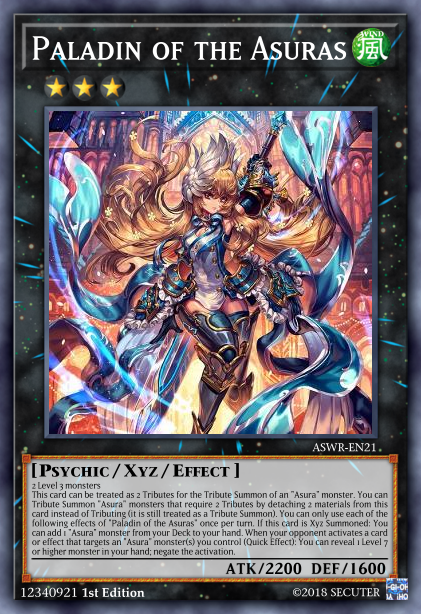 PALADIN OF THE ASURAS
WIND
風
ASWR-EN21
[PSYCHIC / XYZ / EFFECT ]
2 Level 3 monsters
This card can be treated as 2 Tributes for the Tribute Summon of an "Asura" monster. You can
Tribute Summon "Asura" monsters that require 2 Tributes by detaching 2 materials from this
card instead of Tributing (it is still treated as a Tribute Summon). You can only use each of the
following effects of "Paladin of the Asuras" once per turn. If this card is Xyz Summoned: You
can add 1 "Asura" monster from your Deck to your hand. When your opponent activates a card
or effect that targets an "Asura" monster(s) you control (Quick Effect): You can reveal 1 Level 7
or higher monster in your hand; negate the activation.
ATK/2200 DEF/1600
12340921 1st Edition
©2018 SECUTER